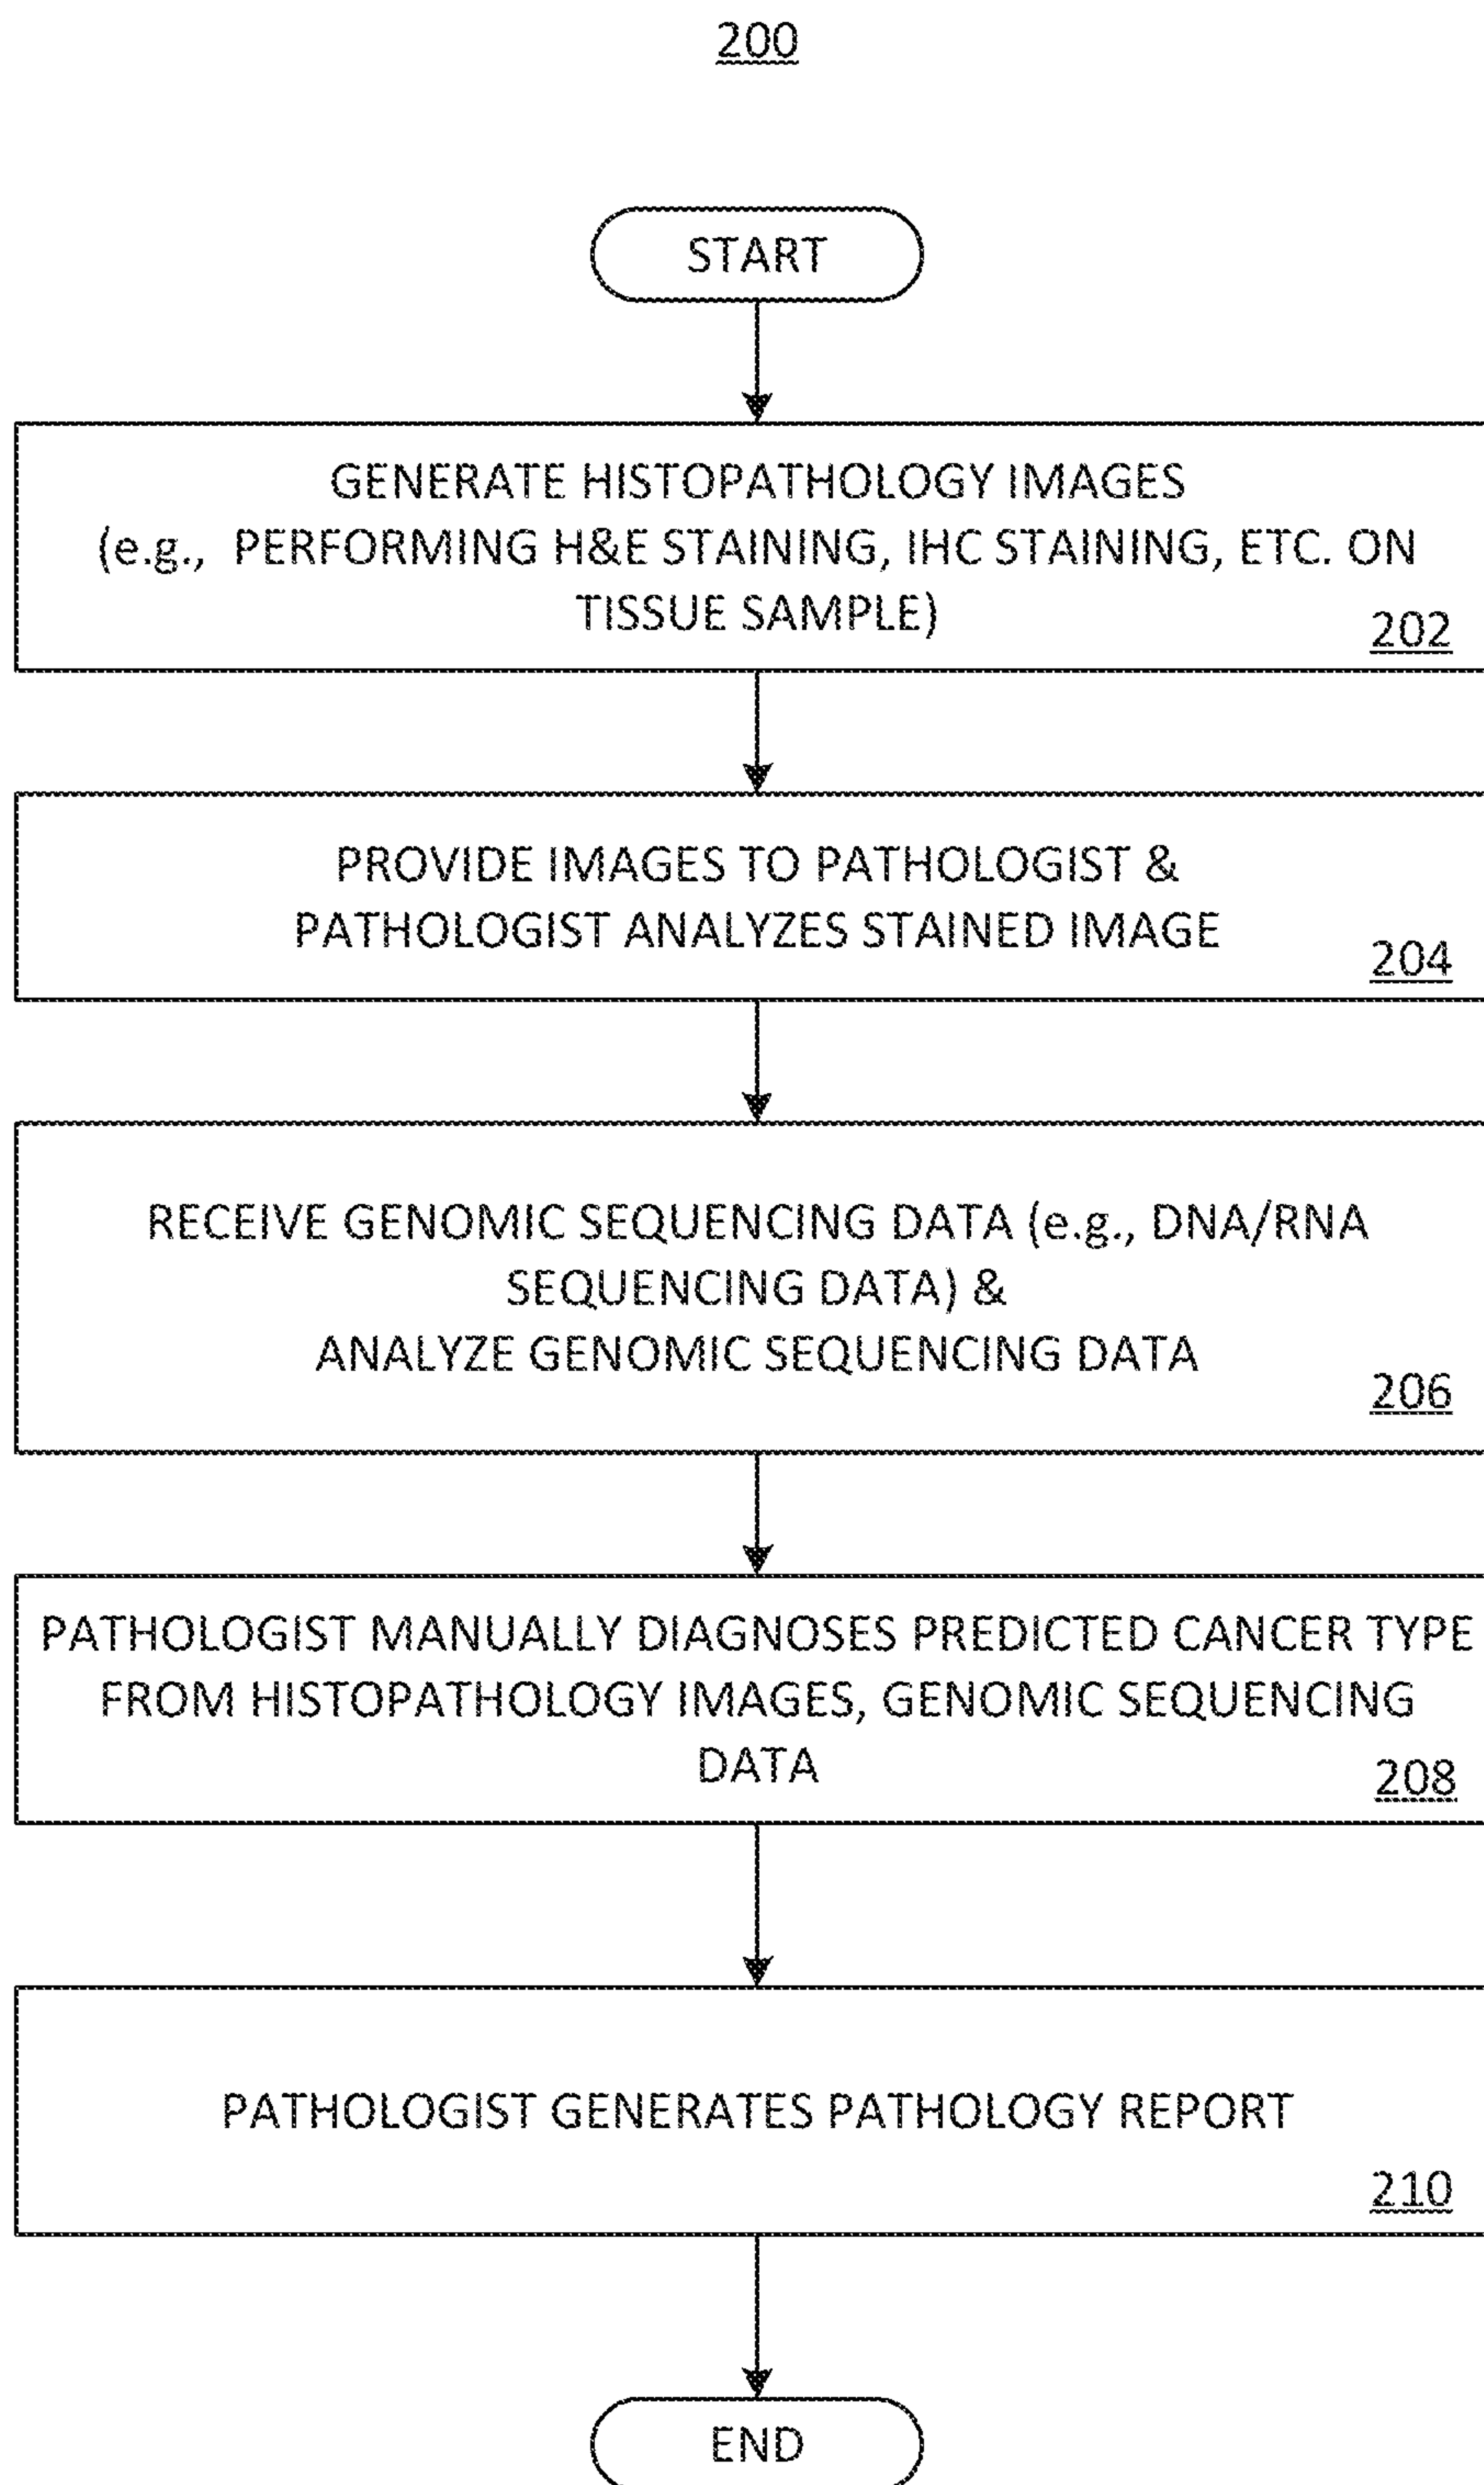 200
START
GENERATE HISTOPATHOLOGY IMAGES
(e.g., PERFORMING H&E STAINING, IHC STAINING, ETC. ON
TISSUE SAMPLE)
202
PROVIDE IMAGES TO PATHOLOGIST &
PATHOLOGIST ANALYZES STAINED IMAGE
204
RECEIVE GENOMIC SEQUENCING DATA (e.g., DNA/RNA
SEQUENCING DATA) &
ANALYZE GENOMIC SEQUENCING DATA
206
PATHOLOGIST MANUALLY DIAGNOSES PREDICTED CANCER TYPE
FROM HISTOPATHOLOGY IMAGES, GENOMIC SEQUENCING
DATA
208
PATHOLOGIST GENERATES PATHOLOGY REPORT
210
END